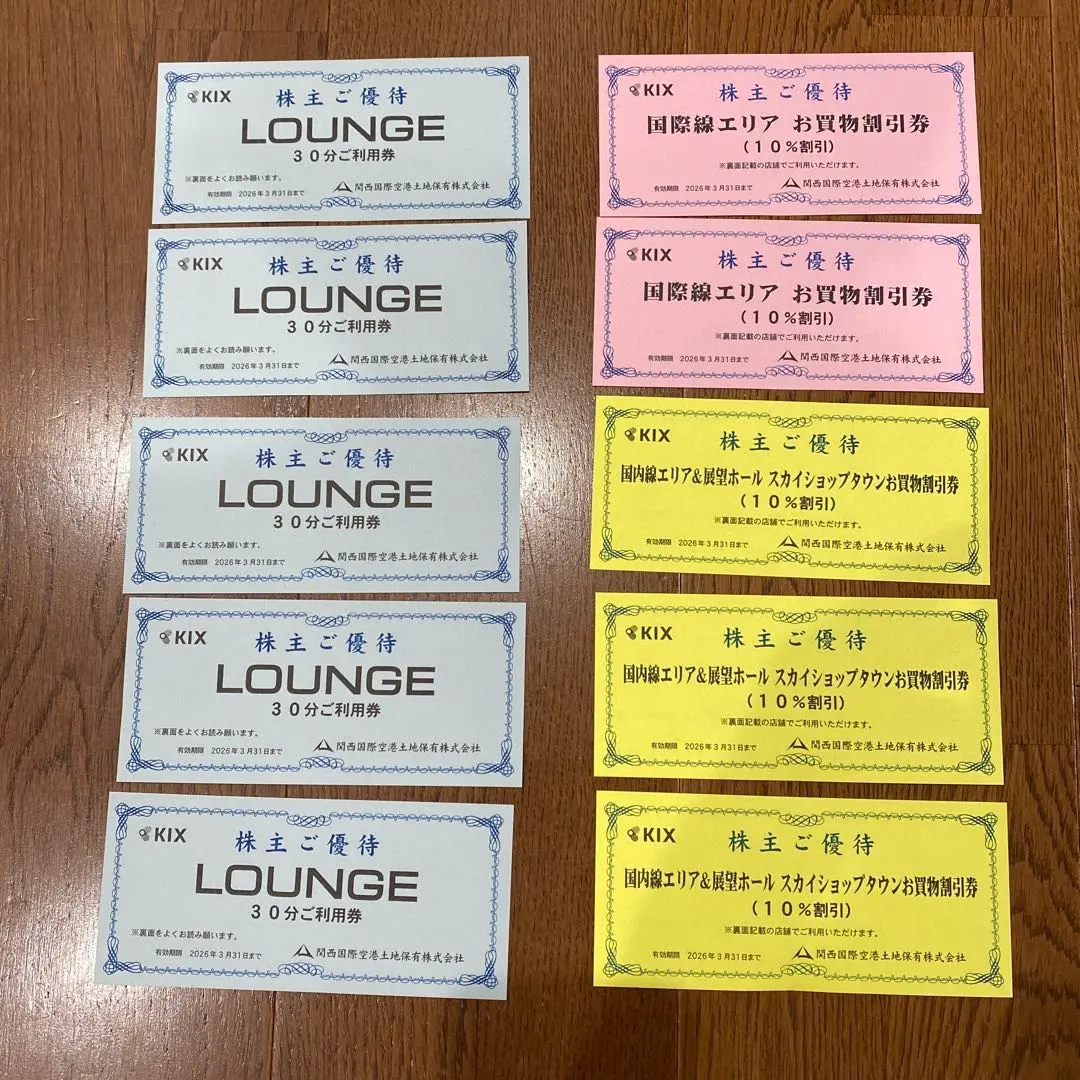 KIX
株主ご優待
LOUNGE
30分ご利用券
※裏面をよくお読み願います。
有効期限 2026年3月31日まで
関西国際空港土地保有株式会社
KIX
株主ご優待
LOUNGE
30分ご利用券
※裏面をよくお読み願います。
有効期限 2026年3月31日まで
関西国際空港土地保有株式会社
KIX
株主ご優待
LOUNGE
30分ご利用券
※裏面をよくお読み願います。
有効期限 2026年3月31日まで
関西国際空港土地保有株式会社
KIX
株主ご優待
LOUNGE
30分ご利用券
※裏面をよくお読み願います。
有効期限 2026年3月31日まで
関西国際空港土地保有株式会社
KIX
株主ご優待
LOUNGE
30分ご利用券
※裏面をよくお読み願います。
有効期限 2026年3月31日まで
関西国際空港土地保有株式会社
KIX
株主ご優待
国際線エリア お買物割引券
(10%割引)
※裏面記載の店舗でご利用いただけます。
有効期限 2026年3月31日まで
関西国際空港土地保有株式会社
KIX
株主ご優待
国際線エリア お買物割引券
(10%割引)
※裏面記載の店舗でご利用いただけます。
有効期限 2026年3月31日まで
関西国際空港土地保有株式会社
KIX
株主ご優待
国内線エリア&展望ホール スカイショップタウンお買物割引券
(10%割引)
※裏面記載の店舗でご利用いただけます。
有効期限 2026年3月31日まで
関西国際空港土地保有株式会社
KIX
株主ご優待
国内線エリア&展望ホール スカイショップタウンお買物割引券
(10%割引)
※裏面記載の店舗でご利用いただけます。
有効期限 2026年3月31日まで
関西国際空港土地保有株式会社
KIX
株主ご優待
国内線エリア&展望ホール スカイショップタウンお買物割引券
(10%割引)
※裏面記載の店舗でご利用いただけます。
有効期限 2026年3月31日まで
関西国際空港土地保有株式会社